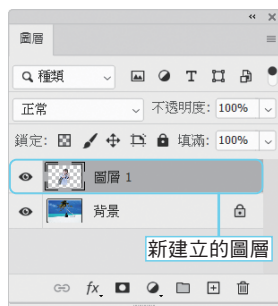 圖層
種類
正常 不透明度: 100%
鎖定: 填滿: 100%
圖層 1
背景
新建立的圖層
fx